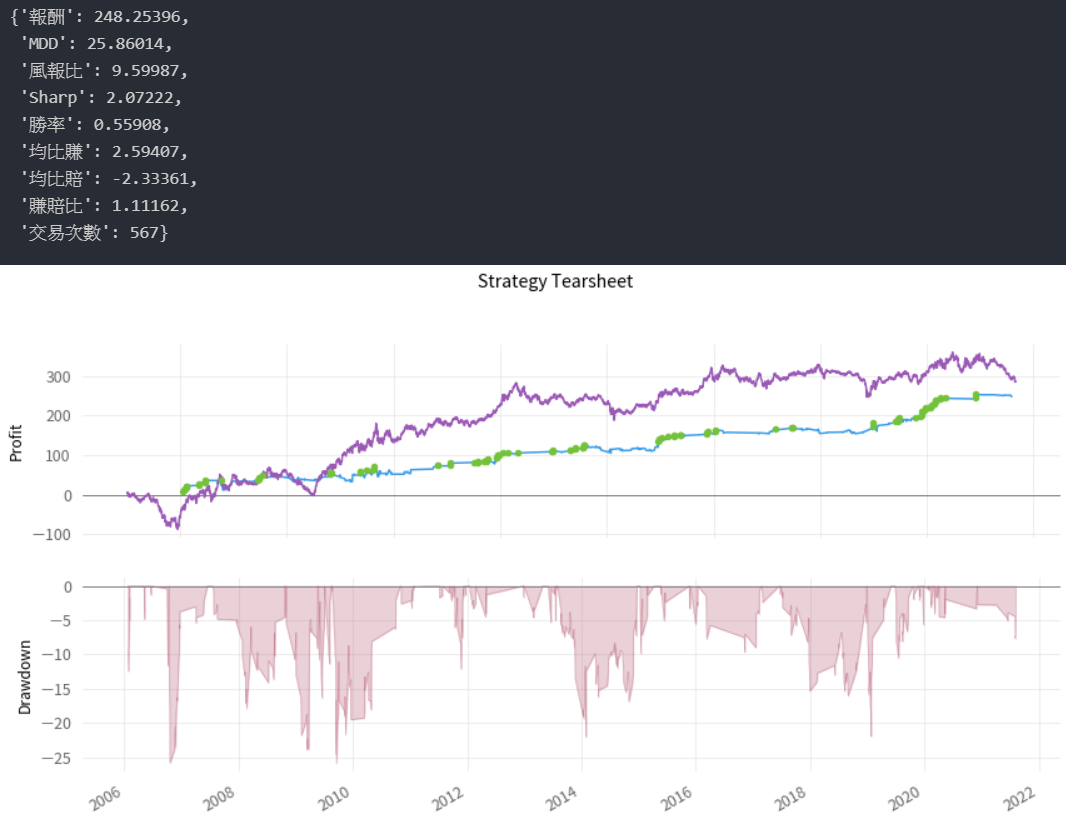 {'報酬': 248.25396,
'MDD': 25.86014,
'風報比': 9.59987,
'Sharp': 2.07222,
'勝率': 0.55908,
'均比賺': 2.59407,
'均比賠': -2.33361,
'賺賠比': 1.11162,
'交易次數': 567}
Strategy Tearsheet
Profit
300
200
100
0
−100
Drawdown
0
−5
−10
−15
−20
−25
2006
2008
2010
2012
2014
2016
2018
2020
2022